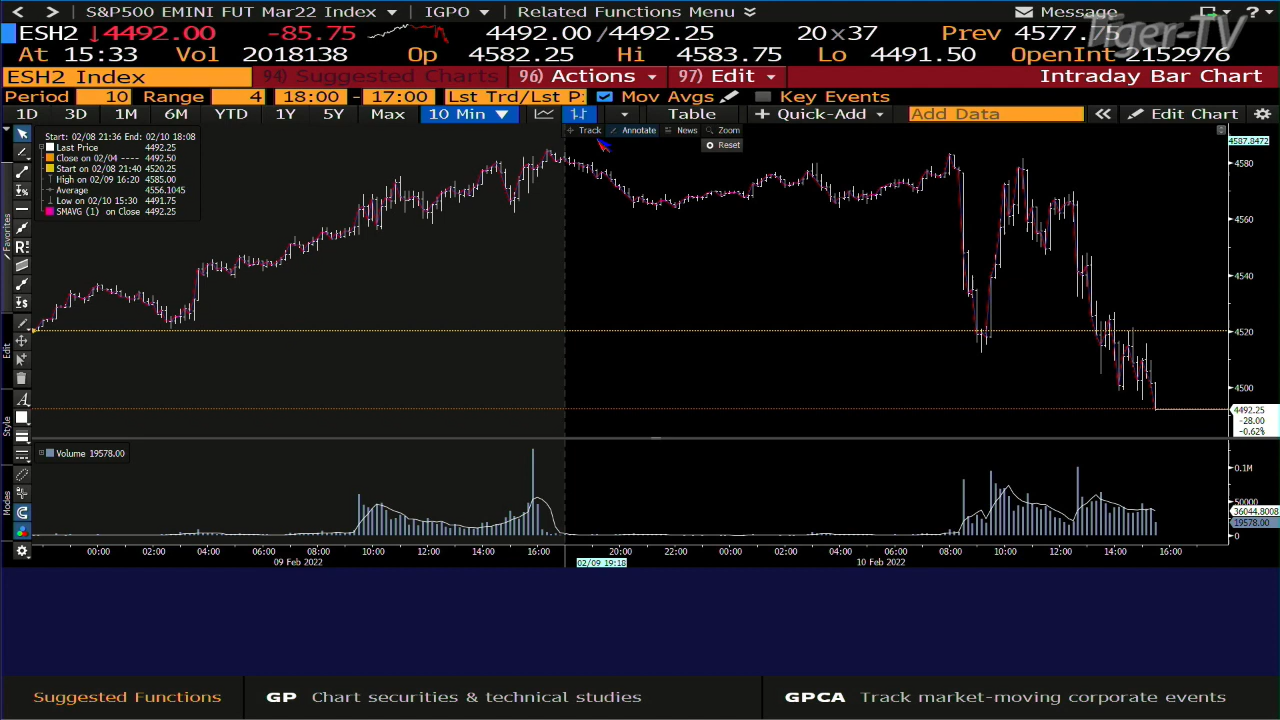 < > S&P500 EMINI FUT Mar22 Index IGPO Related Functions Menu Message ?
Tiger-TV
ESH2 ↓4492.00 -85.75 4492.00/4492.25 20×37 Prev 4577.75
At 15:33 Vol 2018138 Op 4582.25 Hi 4583.75 Lo 4491.50 OpenInt 2152976
ESH2 Index 94) Suggested Charts 96) Actions 97) Edit Intraday Bar Chart
Period 10 Range 4 18:00 - 17:00 Lst Trd/Lst P: Mov Avgs Key Events
1D 3D 1M 6M YTD 1Y 5Y Max 10 Min ▼ Table + Quick-Add Add Data « Edit Chart
Track Annotate News Zoom
Reset
Start: 02/08 21:36 End: 02/10 18:08
Last Price 4492.25
Close on 02/04 ---- 4492.50
Start on 02/08 21:40 4520.25
High on 02/09 16:20 4585.00
Average 4556.1045
Low on 02/10 15:30 4491.75
SMAVG (1) on Close 4492.25
4587.8472
4580
4560
4540
4520
4500
4492.25
-28.00
-0.62%
Favorites
Edit
Style
Modes
Volume 19578.00
0.1M
50000
36044.8008
19578.00
0
00:00 02:00 04:00 06:00 08:00 10:00 12:00 14:00 16:00 20:00 22:00 00:00 02:00 04:00 06:00 08:00 10:00 12:00 14:00 16:00
09 Feb 2022 02/09 19:18 10 Feb 2022
Suggested Functions GP Chart securities & technical studies GPCA Track market-moving corporate events